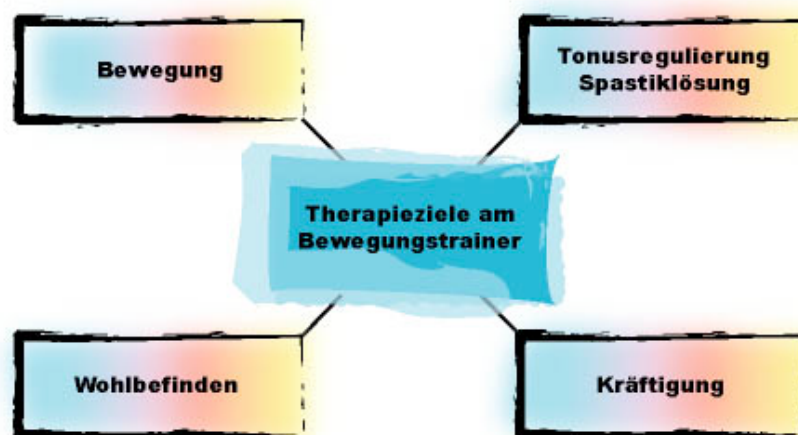 Bewegung
Tonusregulierung
Spastiklösung
Therapieziele am
Bewegungstrainer
Wohlbefinden
Kräftigung